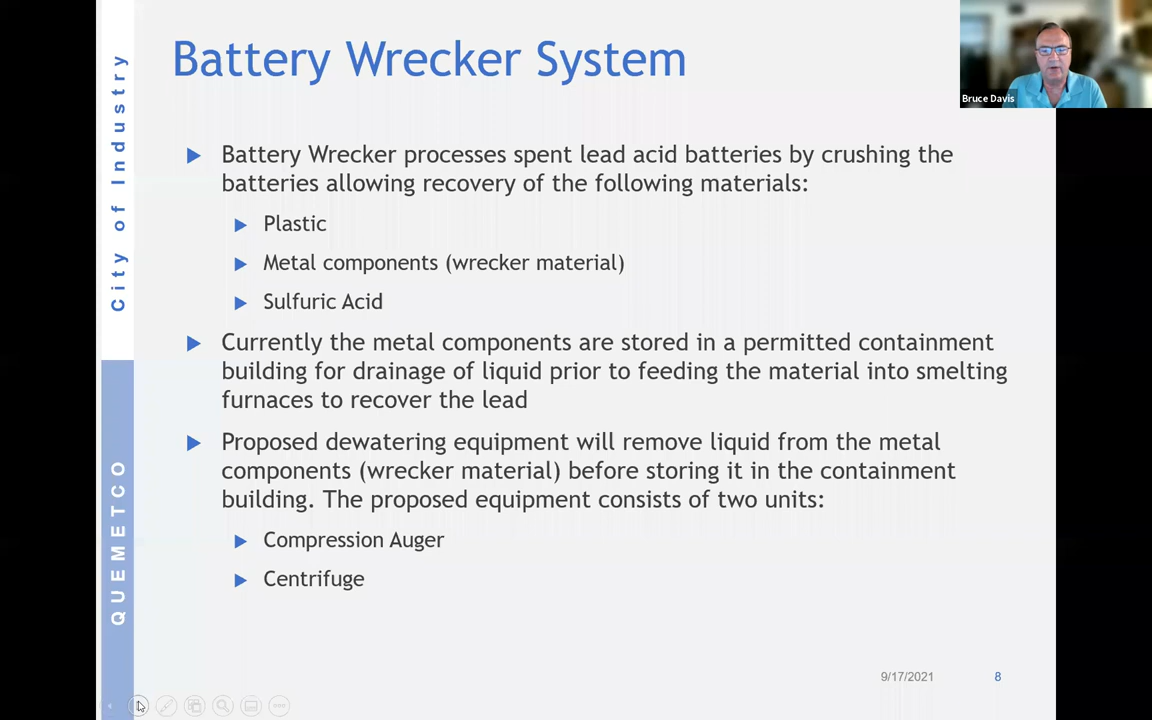 Battery Wrecker System
Bruce Davis
City of Industry
QUEMETCO
Battery Wrecker processes spent lead acid batteries by crushing the
batteries allowing recovery of the following materials:
Plastic
Metal components (wrecker material)
Sulfuric Acid
Currently the metal components are stored in a permitted containment
building for drainage of liquid prior to feeding the material into smelting
furnaces to recover the lead
Proposed dewatering equipment will remove liquid from the metal
components (wrecker material) before storing it in the containment
building. The proposed equipment consists of two units:
Compression Auger
Centrifuge
9/17/2021
8